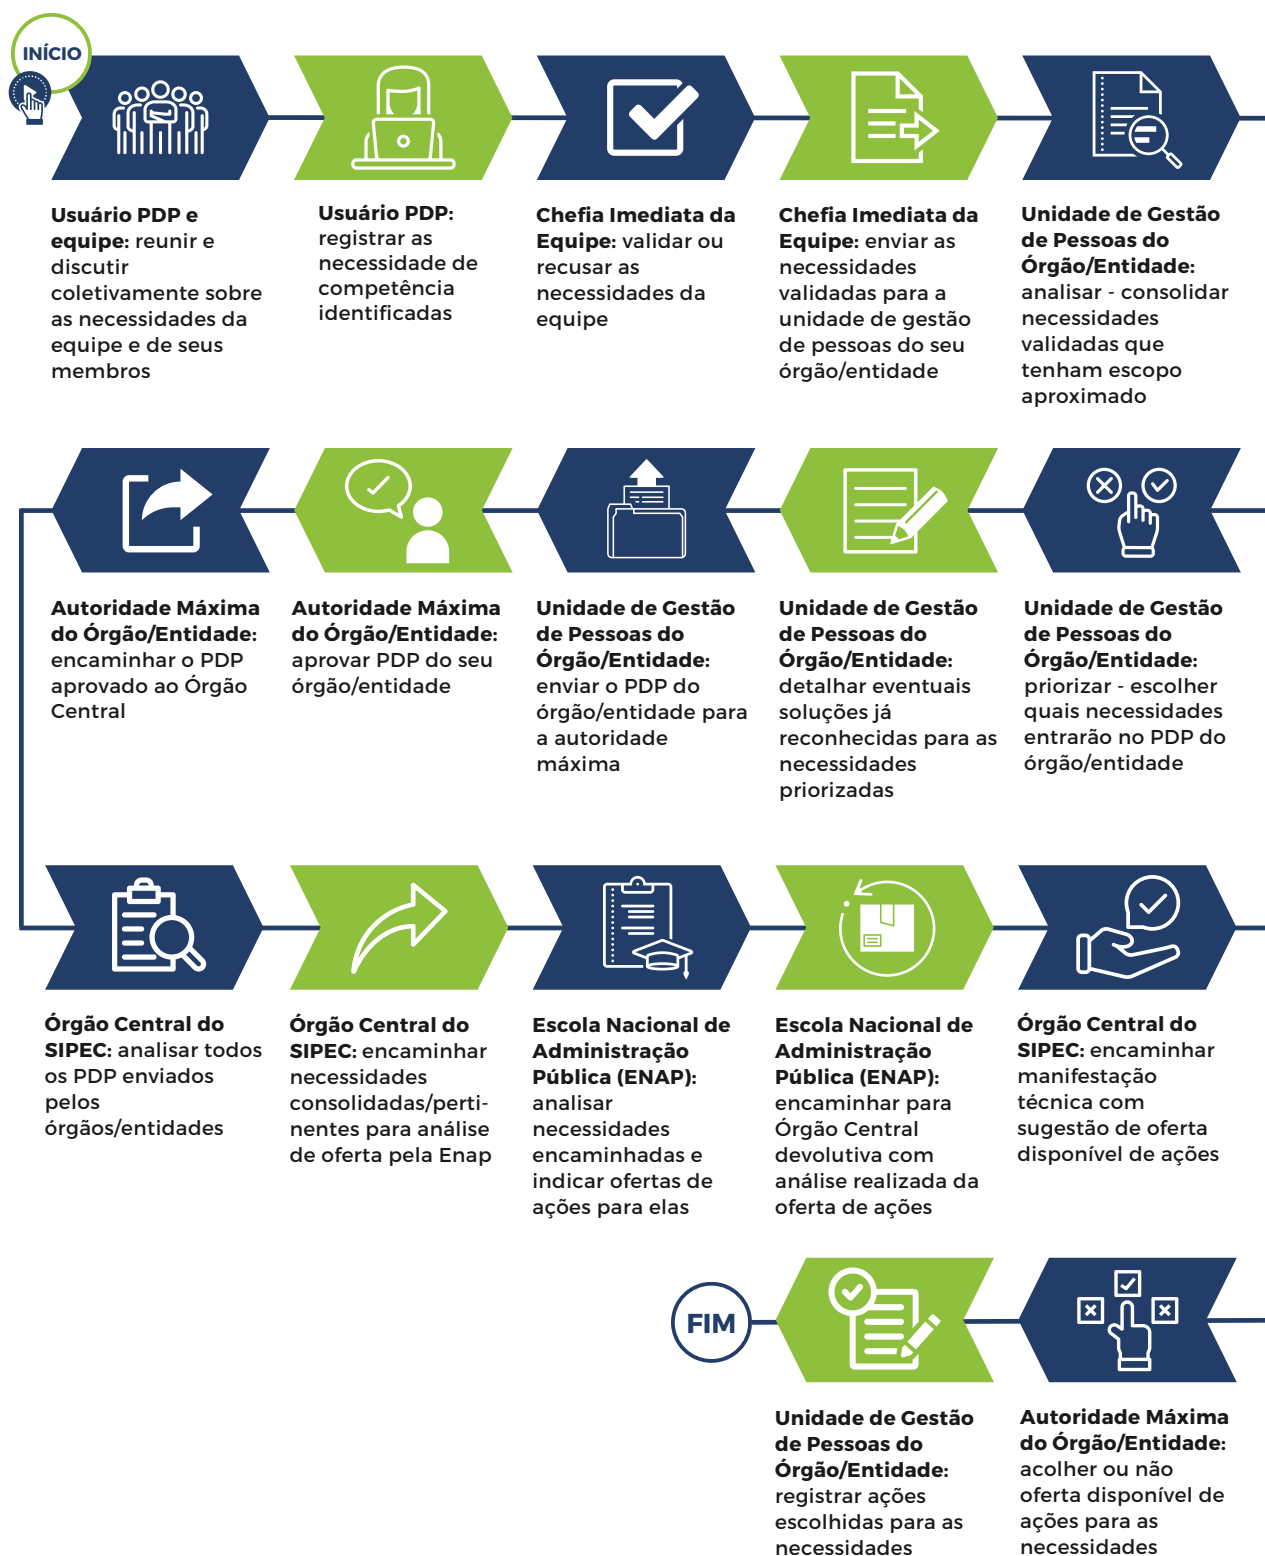 INÍCIO
Usuário PDP e
equipe: reunir e
discutir
coletivamente sobre
as necessidades da
equipe e de seus
membros
Usuário PDP:
registrar as
necessidade de
competência
identificadas
Chefia Imediata da
Equipe: validar ou
recusar as
necessidades da
equipe
Chefia Imediata da
Equipe: enviar as
necessidades
validadas para a
unidade de gestão
de pessoas do seu
órgão/entidade
Unidade de Gestão
de Pessoas do
Órgão/Entidade:
analisar - consolidar
necessidades
validadas que
tenham escopo
aproximado
Unidade de Gestão
de Pessoas do
Órgão/Entidade:
priorizar - escolher
quais necessidades
entrarão no PDP do
órgão/entidade
Unidade de Gestão
de Pessoas do
Órgão/Entidade:
detalhar eventuais
soluções já
reconhecidas para as
necessidades
priorizadas
Unidade de Gestão
de Pessoas do
Órgão/Entidade:
enviar o PDP do
órgão/entidade para
a autoridade
máxima
Autoridade Máxima
do Órgão/Entidade:
aprovar PDP do seu
órgão/entidade
Autoridade Máxima
do Órgão/Entidade:
encaminhar o PDP
aprovado ao Órgão
Central
Órgão Central do
SIPEC: analisar todos
os PDP enviados
pelos
órgãos/entidades
Órgão Central do
SIPEC: encaminhar
necessidades
consolidadas/perti-
nentes para análise
de oferta pela Enap
Escola Nacional de
Administração
Pública (ENAP):
analisar
necessidades
encaminhadas e
indicar ofertas de
ações para elas
Escola Nacional de
Administração
Pública (ENAP):
encaminhar para
Órgão Central
devolutiva com
análise realizada da
oferta de ações
Órgão Central do
SIPEC: encaminhar
manifestação
técnica com
sugestão de oferta
disponível de ações
Autoridade Máxima
do Órgão/Entidade:
acolher ou não
oferta disponível de
ações para as
necessidades
Unidade de Gestão
de Pessoas do
Órgão/Entidade:
registrar ações
escolhidas para as
necessidades
FIM